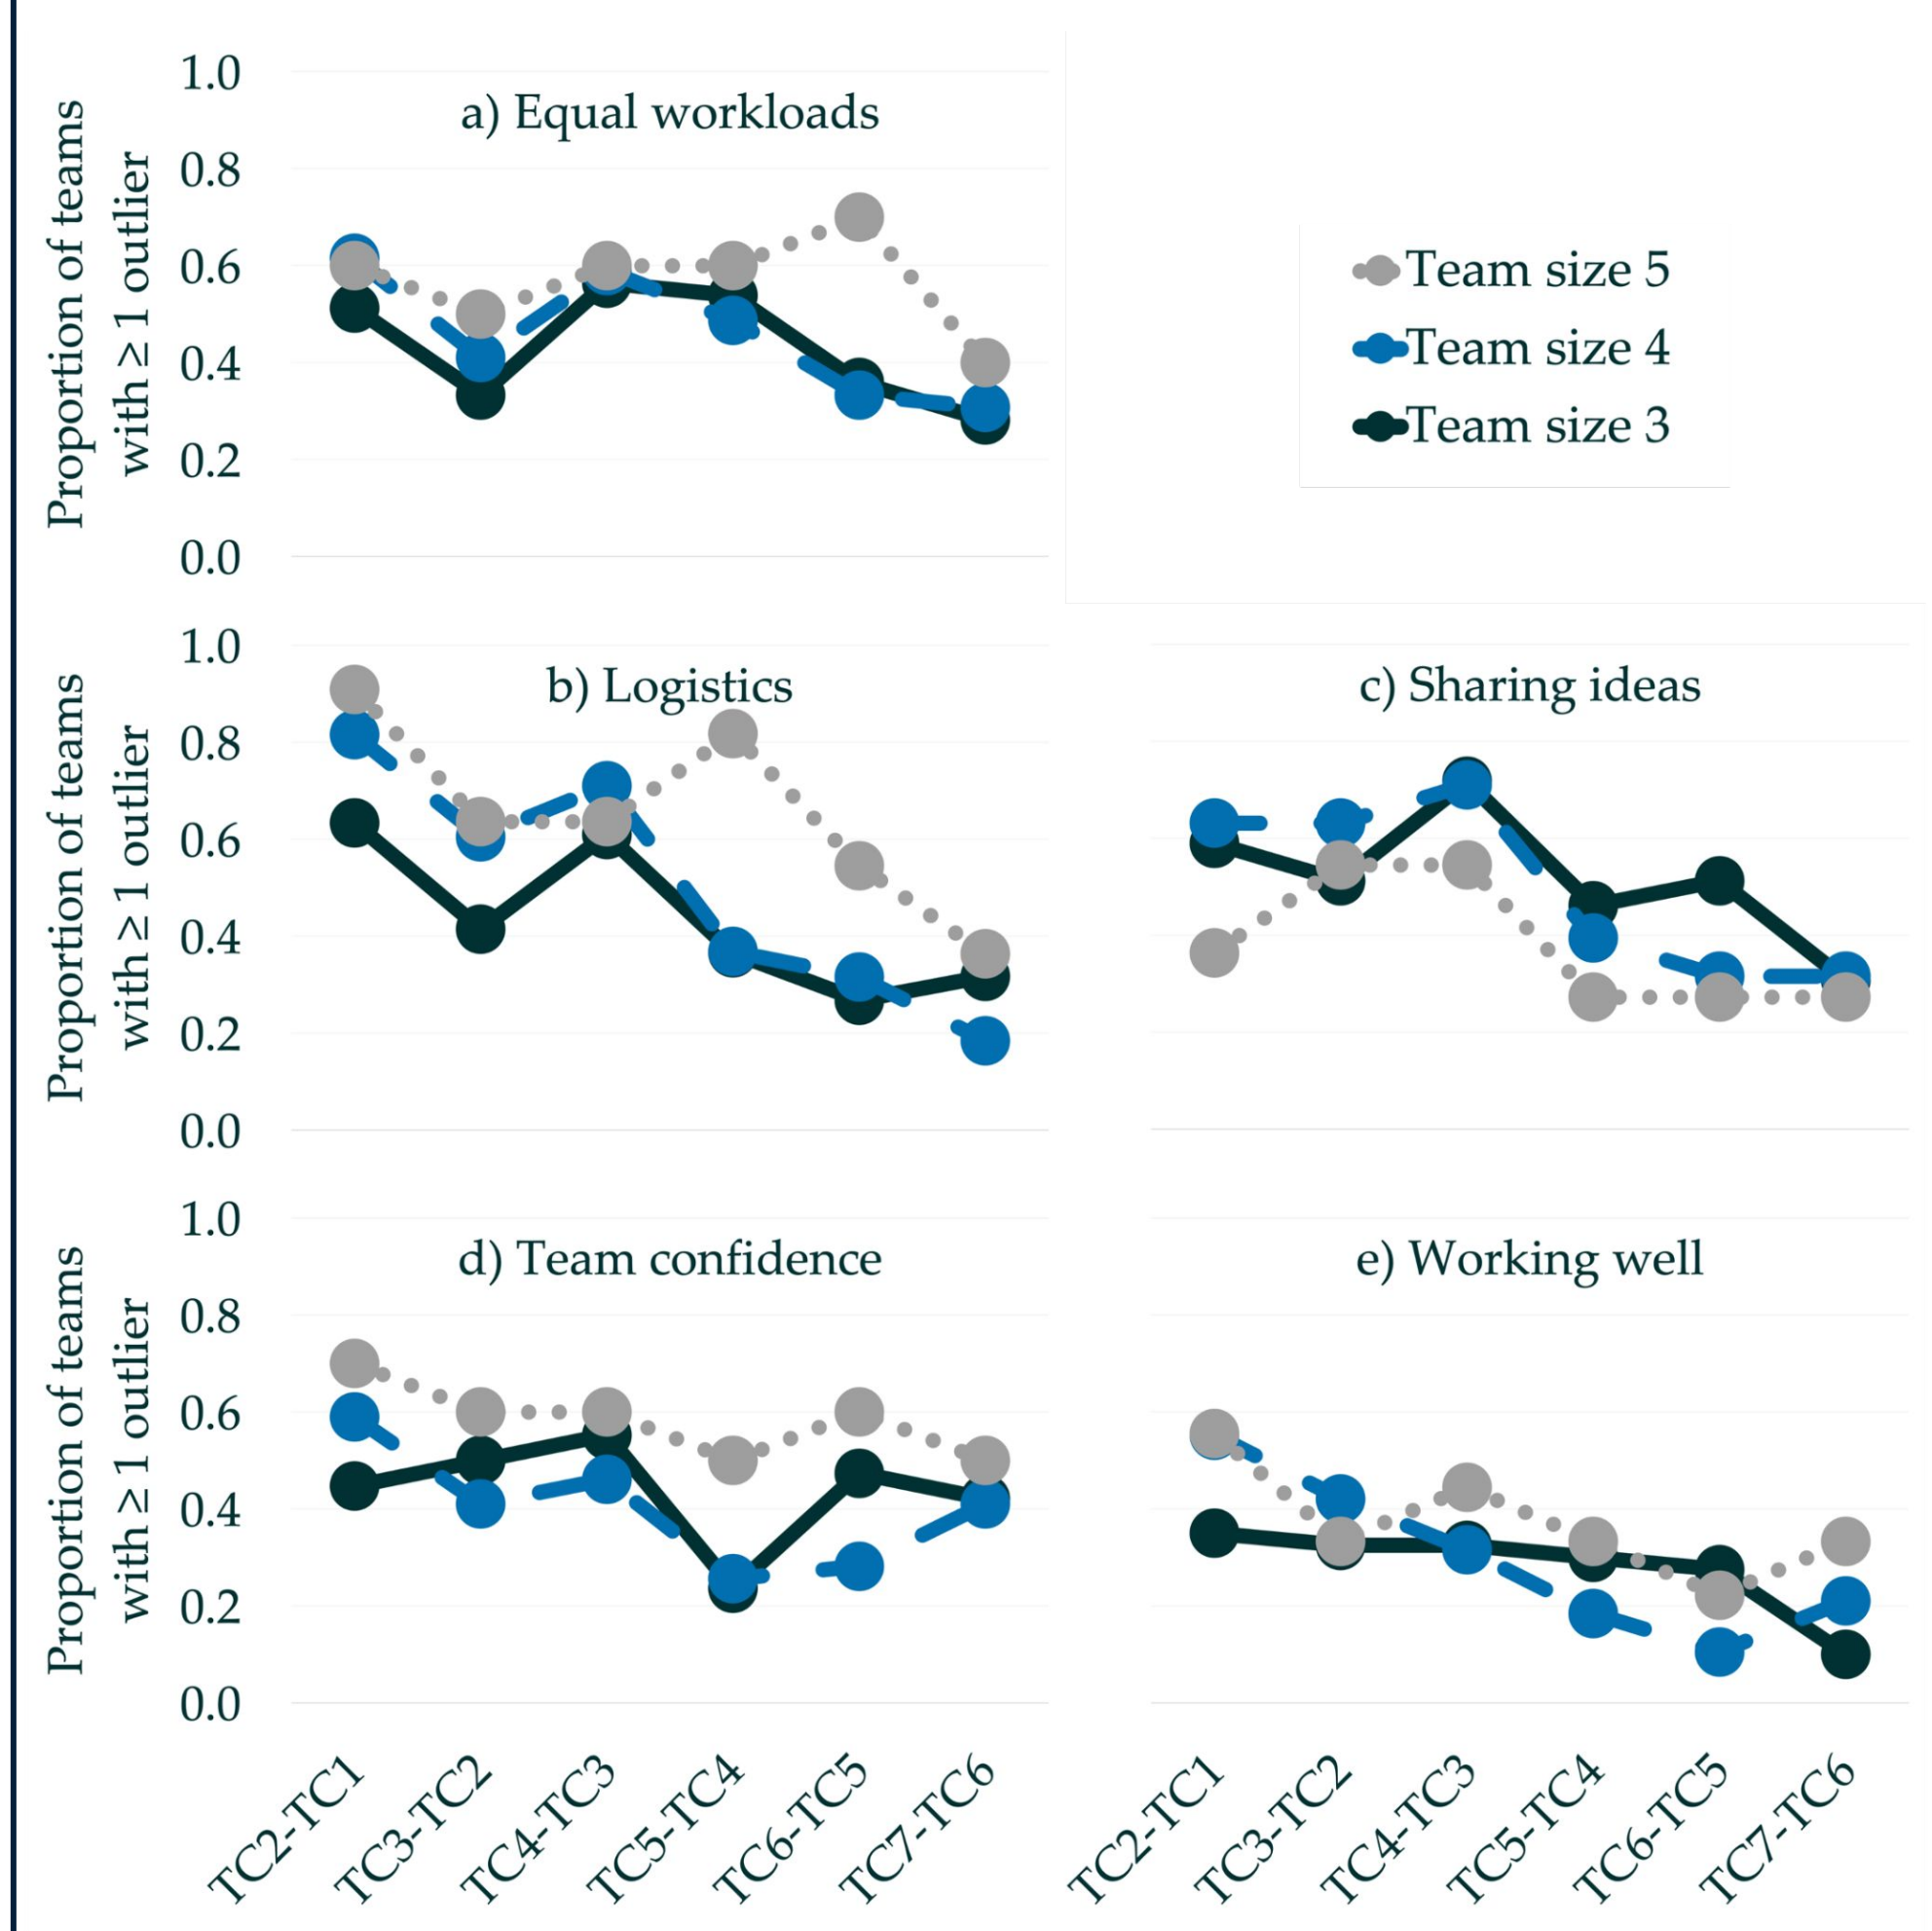 Proportion of teams
with ≥ 1 outlier
1.0
0.8
0.6
0.4
0.2
0.0
a) Equal workloads
Team size 5
Team size 4
Team size 3
Proportion of teams
with ≥ 1 outlier
1.0
0.8
0.6
0.4
0.2
0.0
b) Logistics
c) Sharing ideas
Proportion of teams
with ≥ 1 outlier
1.0
0.8
0.6
0.4
0.2
0.0
d) Team confidence
e) Working well
TC2-TC1
TC3-TC2
TC4-TC3
TC5-TC4
TC6-TC5
TC7-TC6
TC2-TC1
TC3-TC2
TC4-TC3
TC5-TC4
TC6-TC5
TC7-TC6